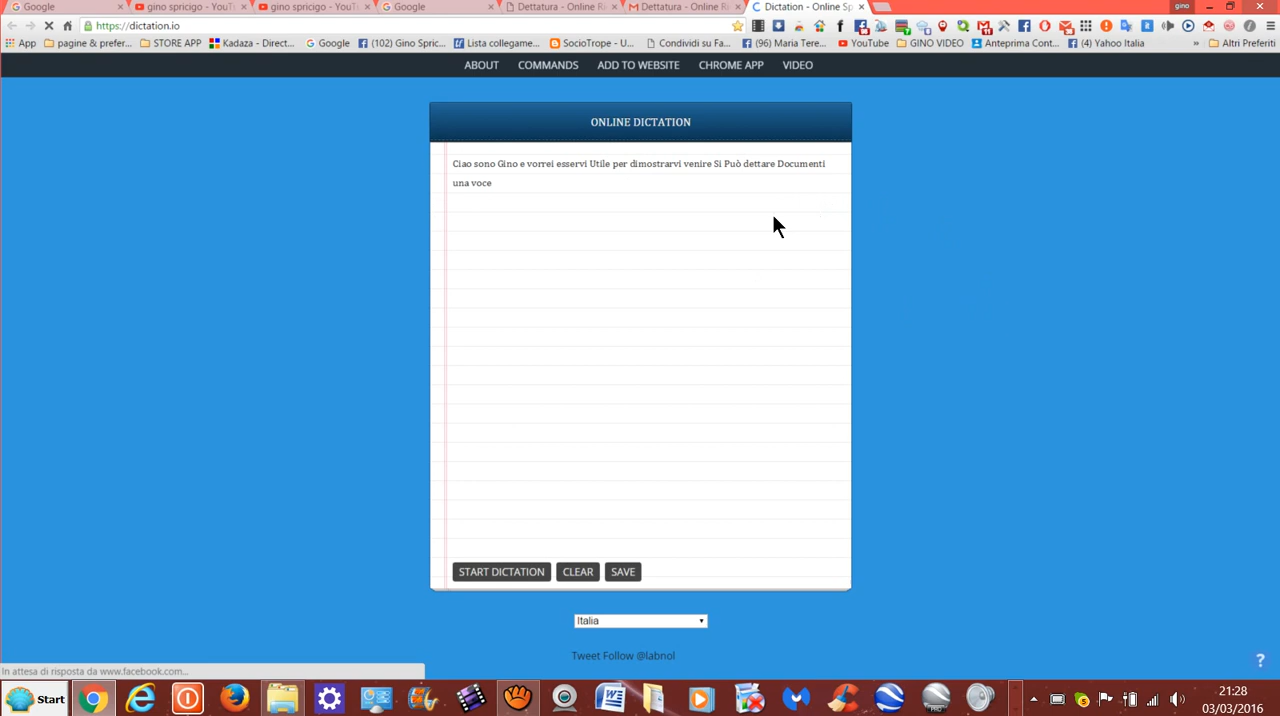 Google
gino spricigo - YouTu
gino spricigo - YouTu
Google
Dettatura - Online Ri
Dettatura - Online Ri
Dictation - Online Sp
gino
https://dictation.io
App
pagine & prefer...
STORE APP
Kadaza - Direct...
Google
(102) Gino Spric...
Lista collegame...
SocioTrope - U...
Condividi su Fa...
(96) Maria Tere...
YouTube
GINO VIDEO
Anteprima Cont...
(4) Yahoo Italia
»
Altri Preferiti
ABOUT
COMMANDS
ADD TO WEBSITE
CHROME APP
VIDEO
ONLINE DICTATION
Ciao sono Gino e vorrei esservi Utile per dimostrarvi venire Si Può dettare Documenti
una voce
START DICTATION
CLEAR
SAVE
Italia
Tweet Follow @labnol
?
In attesa di risposta da www.facebook.com...
Start
PRO
21:28
03/03/2016